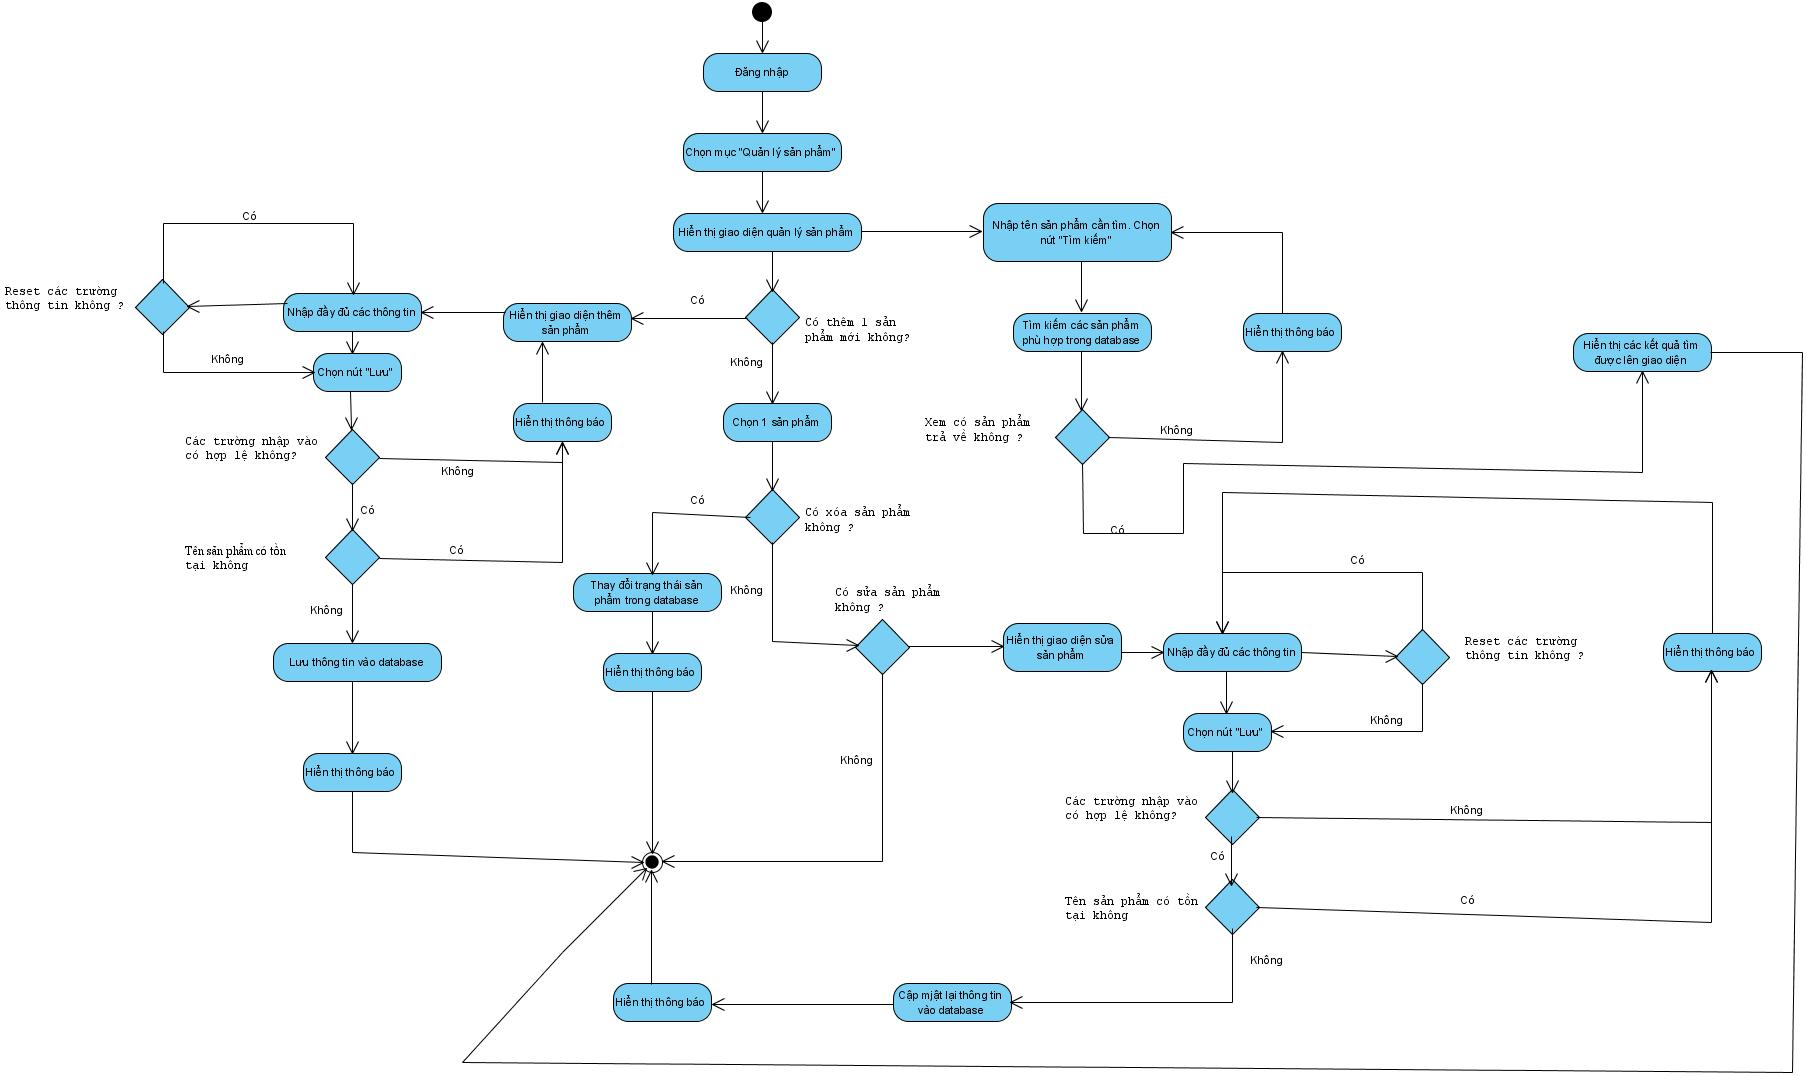 Đăng nhập
Chọn mục "Quản lý sản phẩm"
Hiển thị giao diện quản lý sản phẩm
Nhập tên sản phẩm cần tìm. Chọn
nút "Tìm kiếm"
Có
Reset các trường
thông tin không ?
Nhập đầy đủ các thông tin
Hiển thị giao diện thêm
sản phẩm
Có
Có thêm 1 sản
phẩm mới không?
Tìm kiếm các sản phẩm
phù hợp trong database
Hiển thị thông báo
Hiển thị các kết quả tìm
được lên giao diện
Không
Chọn nút "Lưu"
Không
Hiển thị thông báo
Chọn 1 sản phẩm
Xem có sản phẩm
trả về không ?
Không
Các trường nhập vào
có hợp lệ không?
Không
Có
Có
Có xóa sản phẩm
không ?
Có
Tên sản phẩm có tồn
tại không
Có
Có
Thay đổi trạng thái sản
phẩm trong database
Không
Có sửa sản phẩm
không ?
Không
Hiển thị giao diện sửa
sản phẩm
Nhập đầy đủ các thông tin
Reset các trường
thông tin không ?
Hiển thị thông báo
Lưu thông tin vào database
Hiển thị thông báo
Không
Chọn nút "Lưu"
Không
Hiển thị thông báo
Các trường nhập vào
có hợp lệ không?
Không
Có
Tên sản phẩm có tồn
tại không
Có
Không
Hiển thị thông báo
Cập mjật lại thông tin
vào database